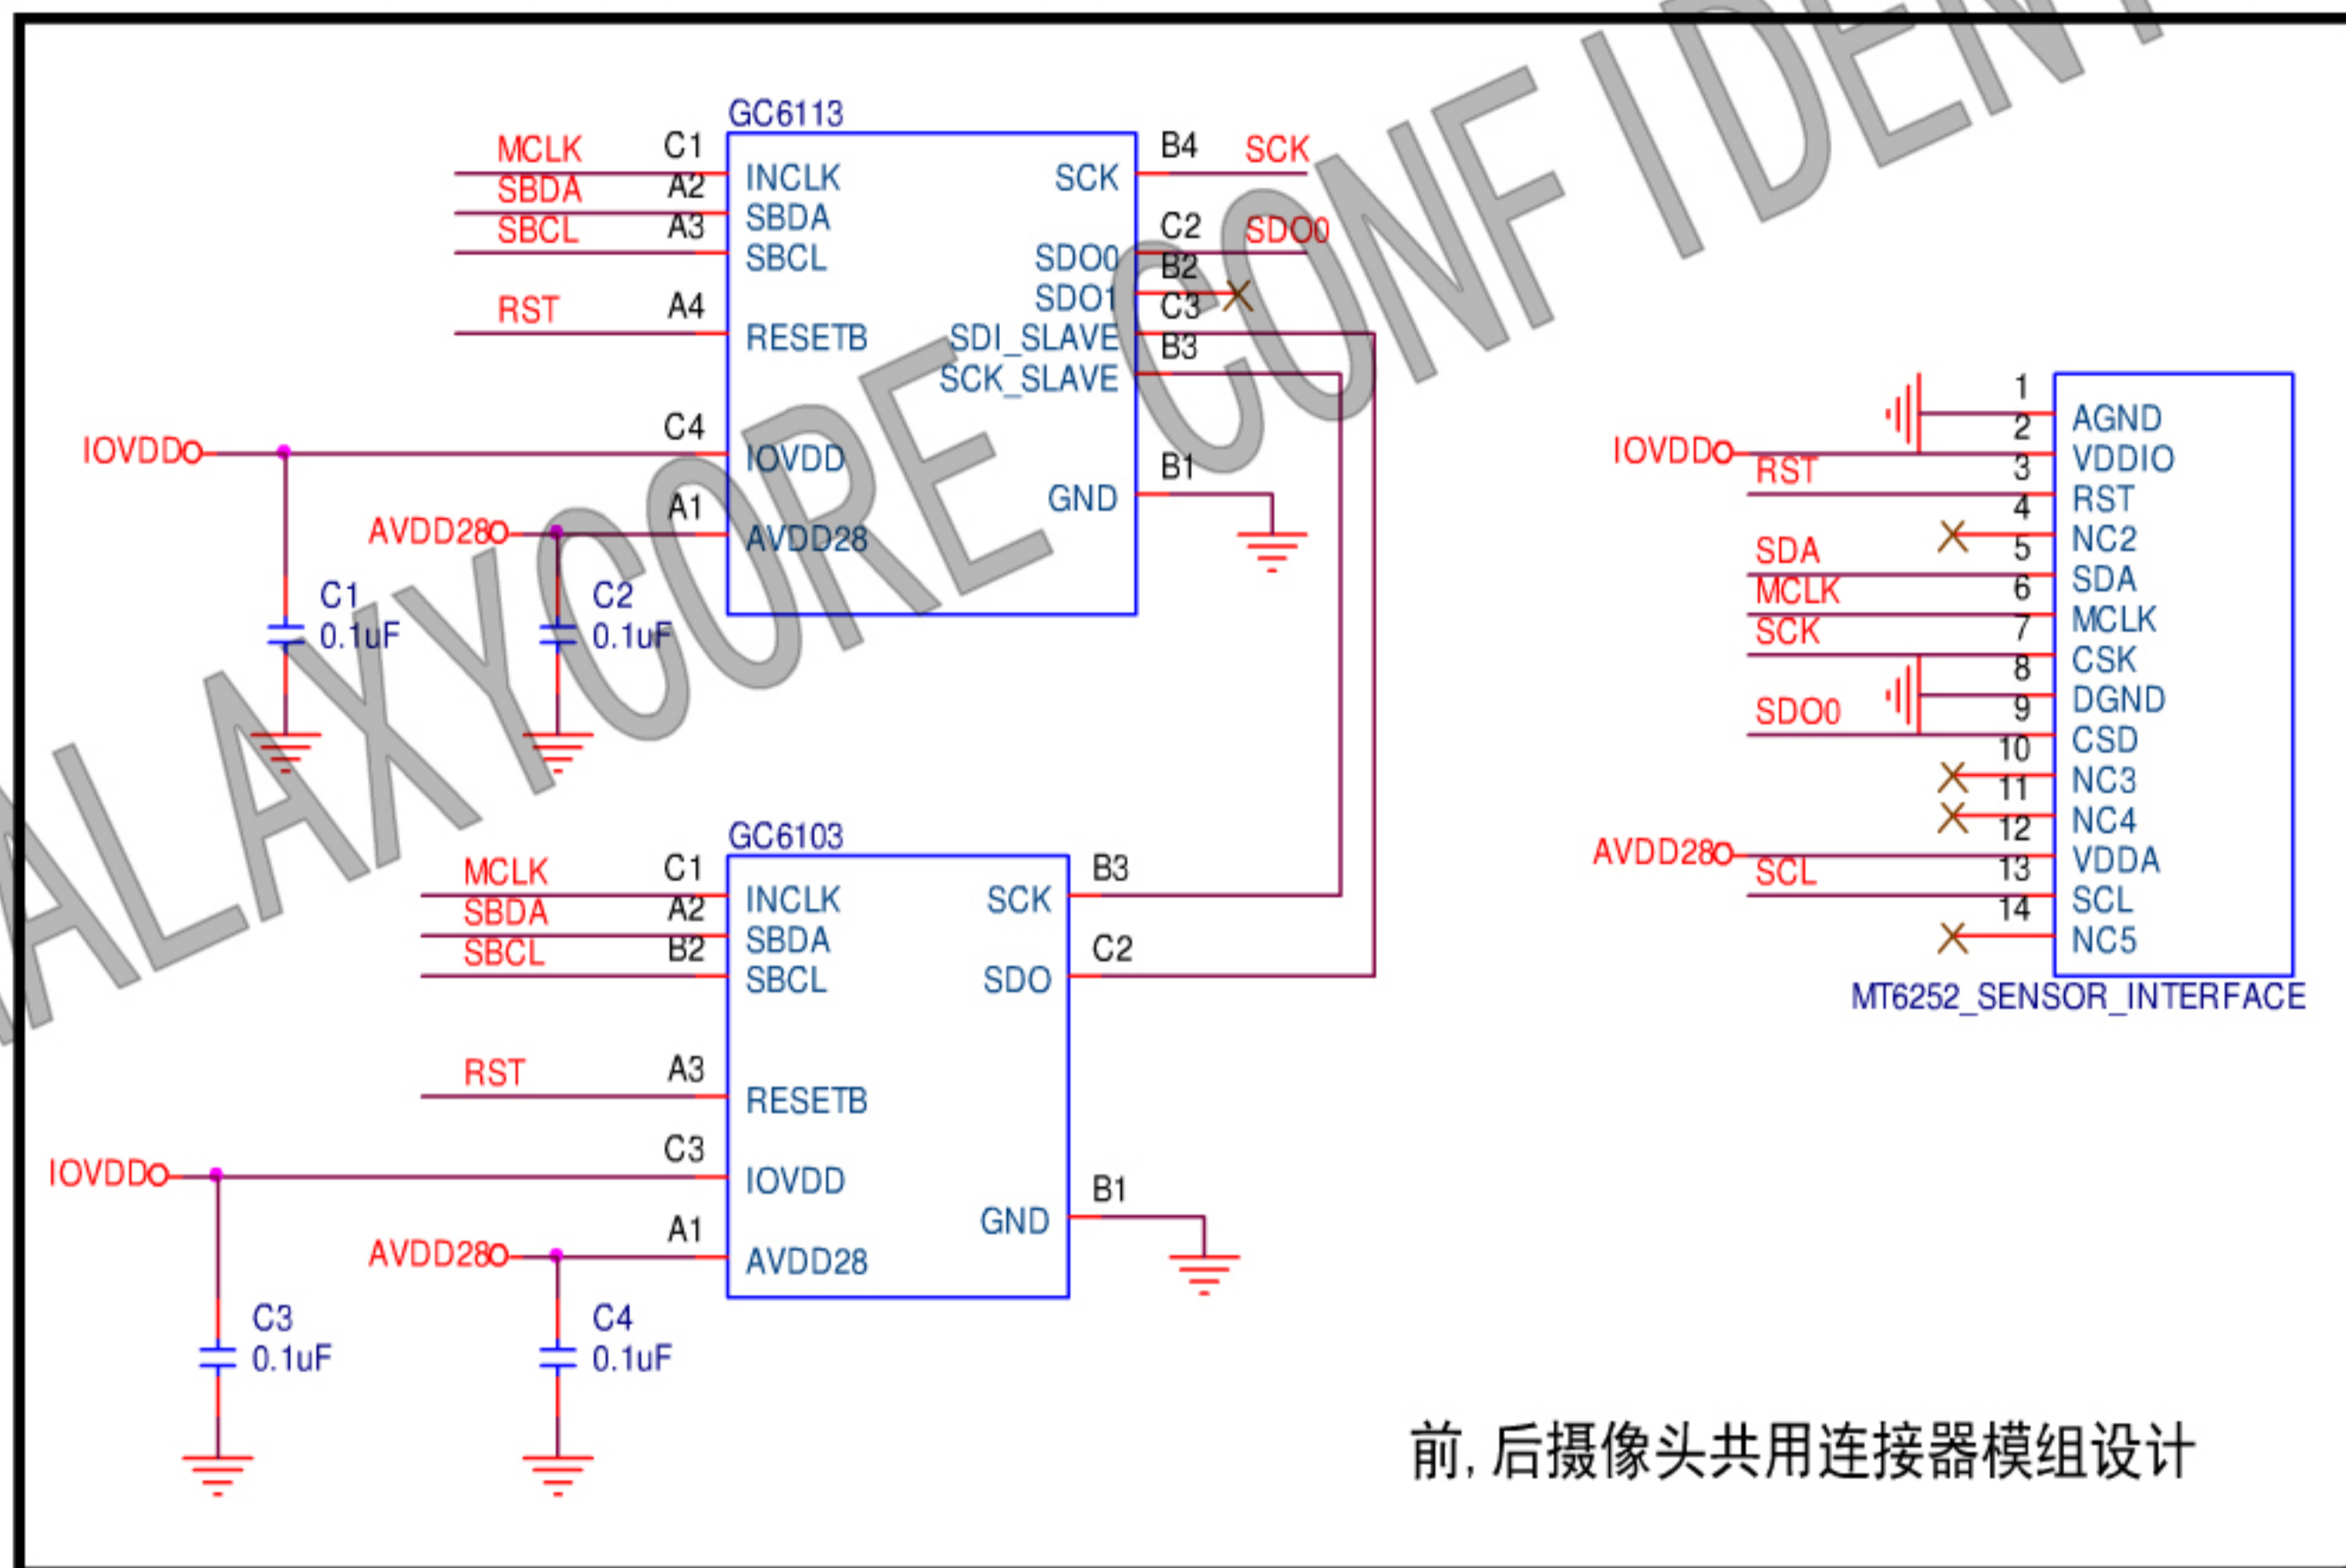 GC6113
MCLK C1 INCLK
SBDA A2 SBDA
SBCL A3 SBCL
RST A4 RESETB
IOVDD C4 IOVDD
AVDD28 A1 AVDD28
SCK B4 SCK
SDO0 C2 SDO0
SDO1 B2
SDI_SLAVE C3
SCK_SLAVE B3
GND B1
C1
0.1uF
C2
0.1uF
GC6103
MCLK C1 INCLK
SBDA A2 SBDA
SBCL B2 SBCL
RST A3 RESETB
IOVDD C3 IOVDD
AVDD28 A1 AVDD28
SCK B3
SDO C2
GND B1
C3
0.1uF
C4
0.1uF
1 AGND
IOVDD 2 VDDIO
RST 3 RST
4 NC2
SDA 5 SDA
MCLK 6 MCLK
SCK 7 CSK
8 DGND
SDO0 9 CSD
10 NC3
11 NC4
AVDD28 12 VDDA
SCL 13 SCL
14 NC5
MT6252_SENSOR_INTERFACE
前,后摄像头共用连接器模组设计
ALAXYCORE CONFIDEN